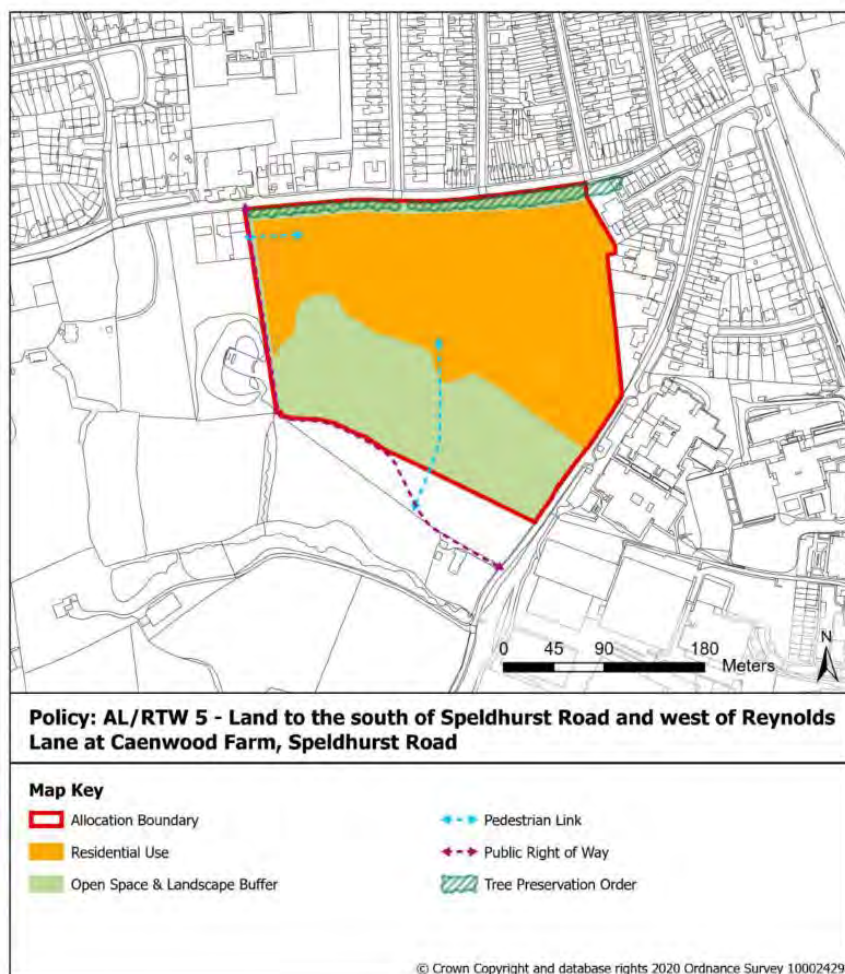 N
0 45 90 180
Meters
Policy: AL/RTW 5 - Land to the south of Speldhurst Road and west of Reynolds
Lane at Caenwood Farm, Speldhurst Road
Map Key
Allocation Boundary
Residential Use
Open Space & Landscape Buffer
Pedestrian Link
Public Right of Way
Tree Preservation Order
© Crown Copyright and database rights 2020 Ordnance Survey 10002429